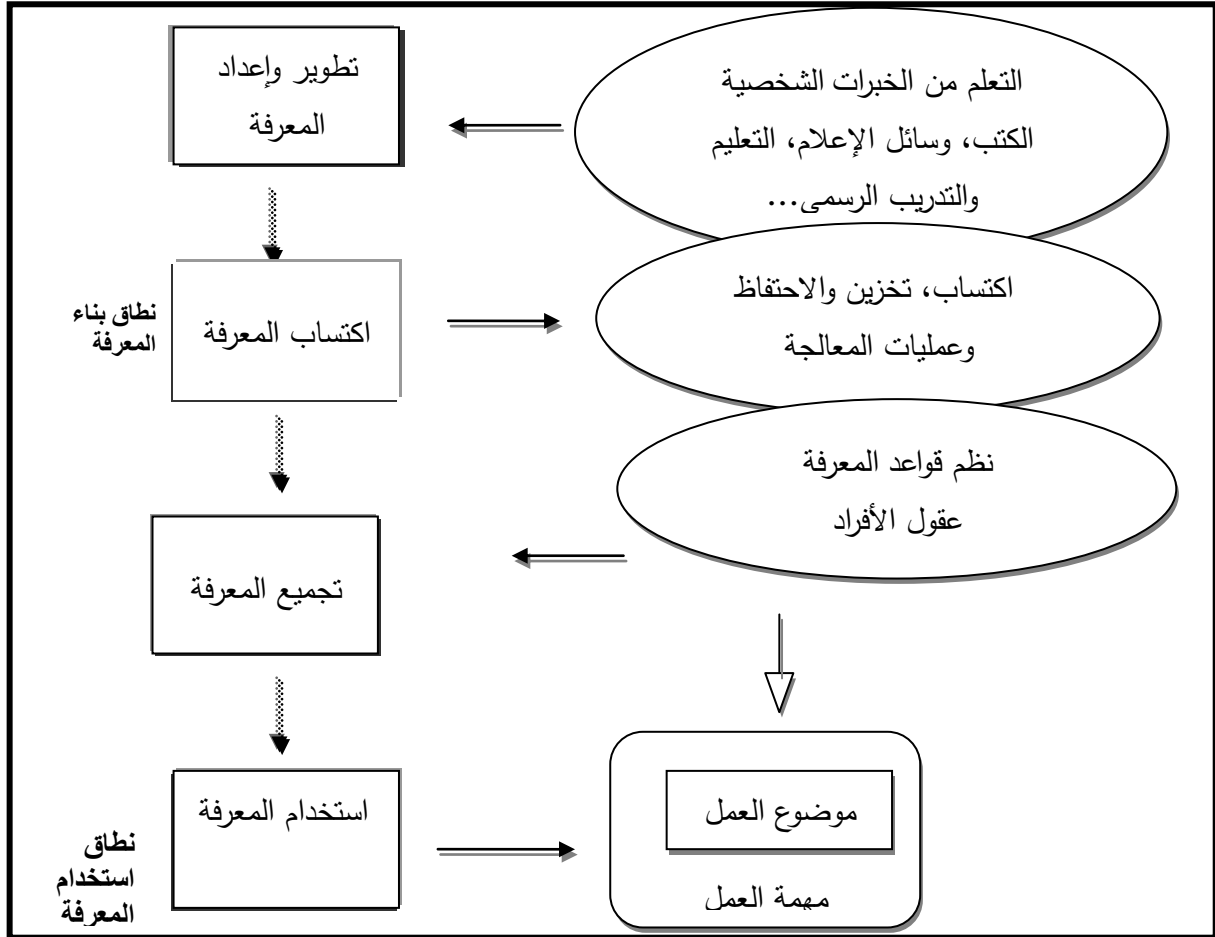 التعلم من الخبرات الشخصية
الكتب، وسائل الإعلام، التعليم
والتدريب الرسمي...
تطوير وإعداد
المعرفة
اكتساب، تخزين والاحتفاظ
وعمليات المعالجة
اكتساب المعرفة
نطاق بناء
المعرفة
نظم قواعد المعرفة
عقول الأفراد
تجميع المعرفة
موضوع العمل
مهمة العمل
استخدام المعرفة
نطاق
استخدام
المعرفة